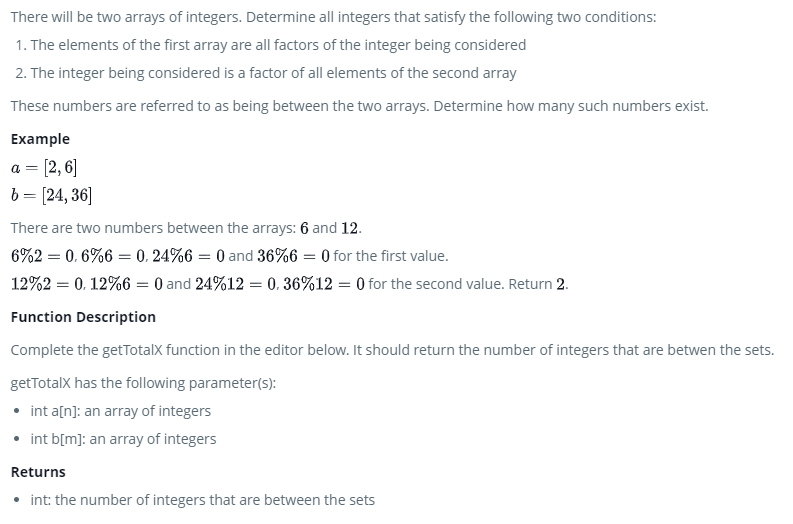 There will be two arrays of integers. Determine all integers that satisfy the following two conditions:
1. The elements of the first array are all factors of the integer being considered
2. The integer being considered is a factor of all elements of the second array
These numbers are referred to as being between the two arrays. Determine how many such numbers exist.
Example
a = [2, 6]
b = [24, 36]
There are two numbers between the arrays: 6 and 12.
6%2 = 0, 6%6 = 0, 24%6 = 0 and 36%6 = 0 for the first value.
12%2 = 0, 12%6 = 0 and 24%12 = 0, 36%12 = 0 for the second value. Return 2.
Function Description
Complete the getTotalX function in the editor below. It should return the number of integers that are betwen the sets.
getTotalX has the following parameter(s):
• int a[n]: an array of integers
• int b[m]: an array of integers
Returns
• int: the number of integers that are between the sets